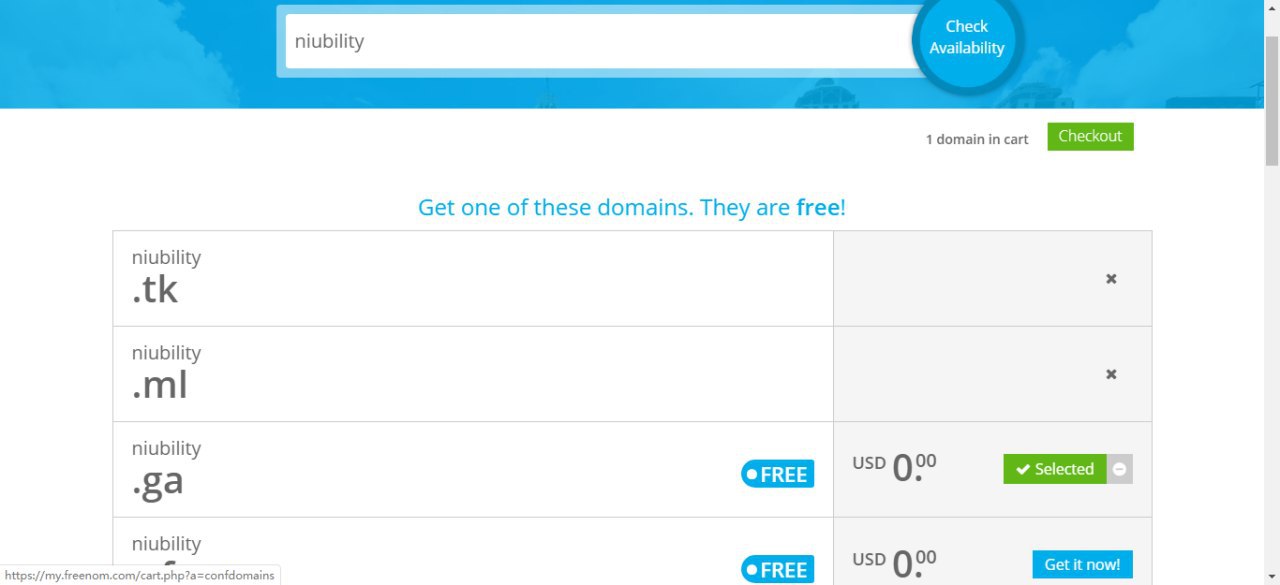 niubility
Check
Availability
1 domain in cart
Checkout
Get one of these domains. They are free!
niubility
.tk
✖
niubility
.ml
✖
niubility
.ga
FREE
USD 0.00
✔ Selected
niubility
FREE
USD 0.00
Get it now!
https://my.freenom.com/cart.php?a=confdomains